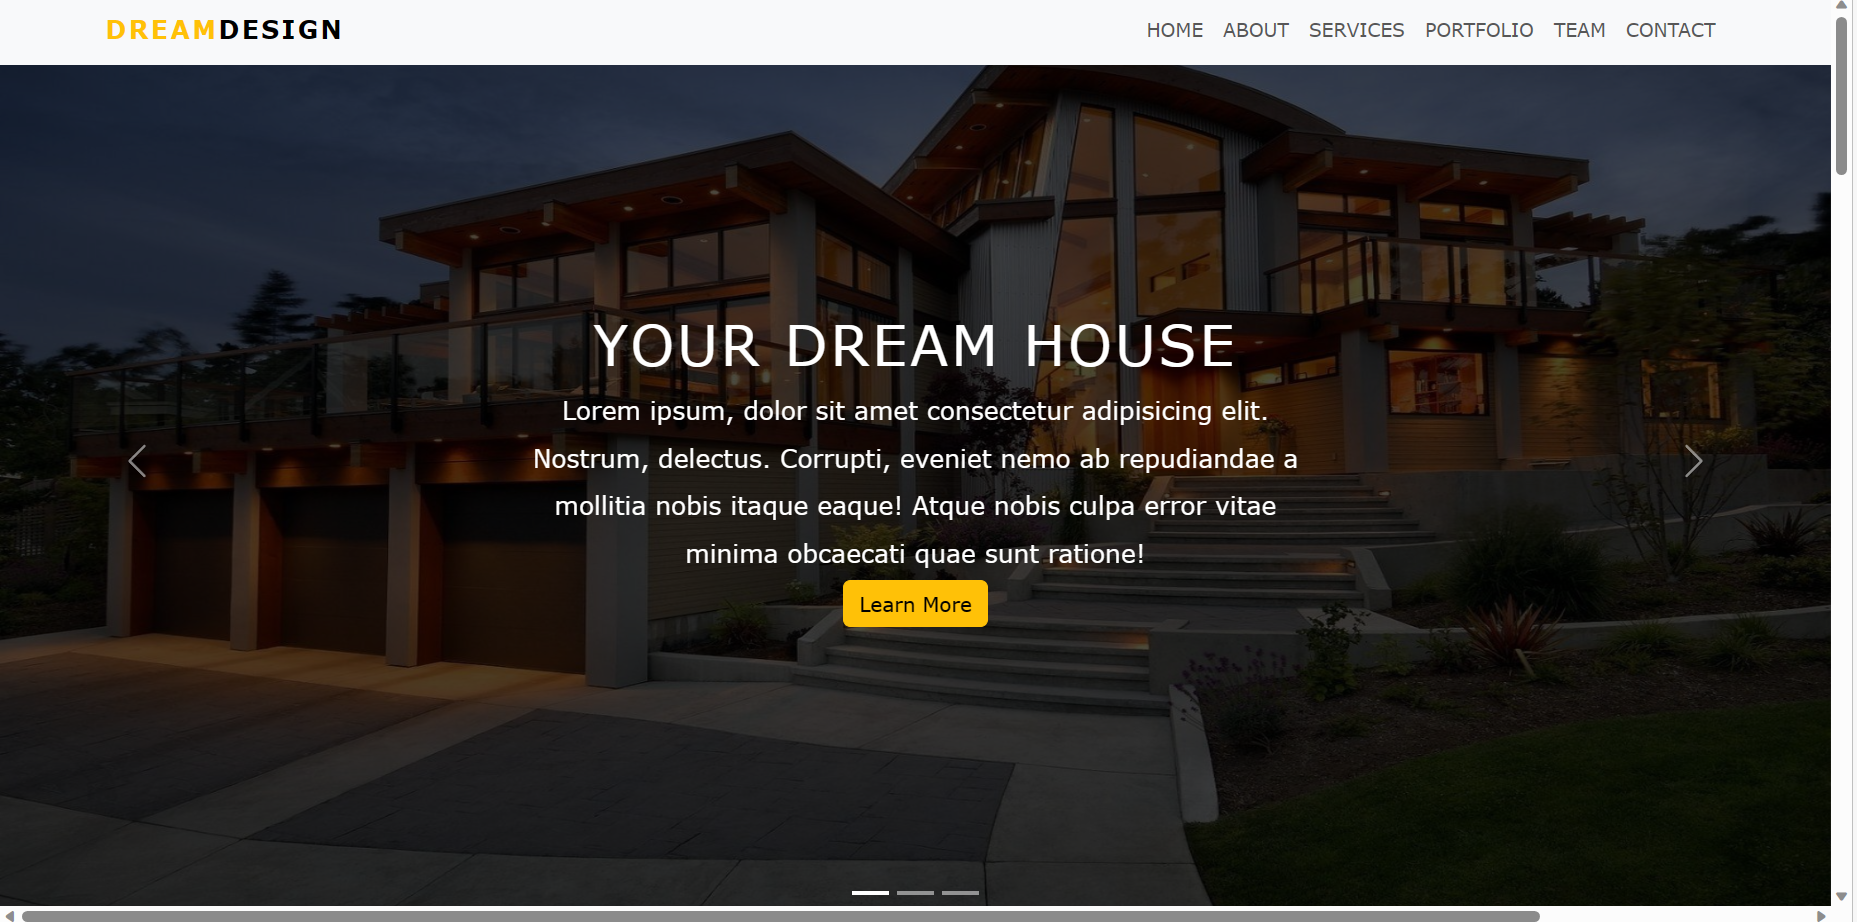 DREAMDESIGN
HOME ABOUT SERVICES PORTFOLIO TEAM CONTACT
YOUR DREAM HOUSE
Lorem ipsum, dolor sit amet consectetur adipisicing elit.
Nostrum, delectus. Corrupti, eveniet nemo ab repudiandae a
mollitia nobis itaque eaque! Atque nobis culpa error vitae
minima obcaecati quae sunt ratione!
Learn More